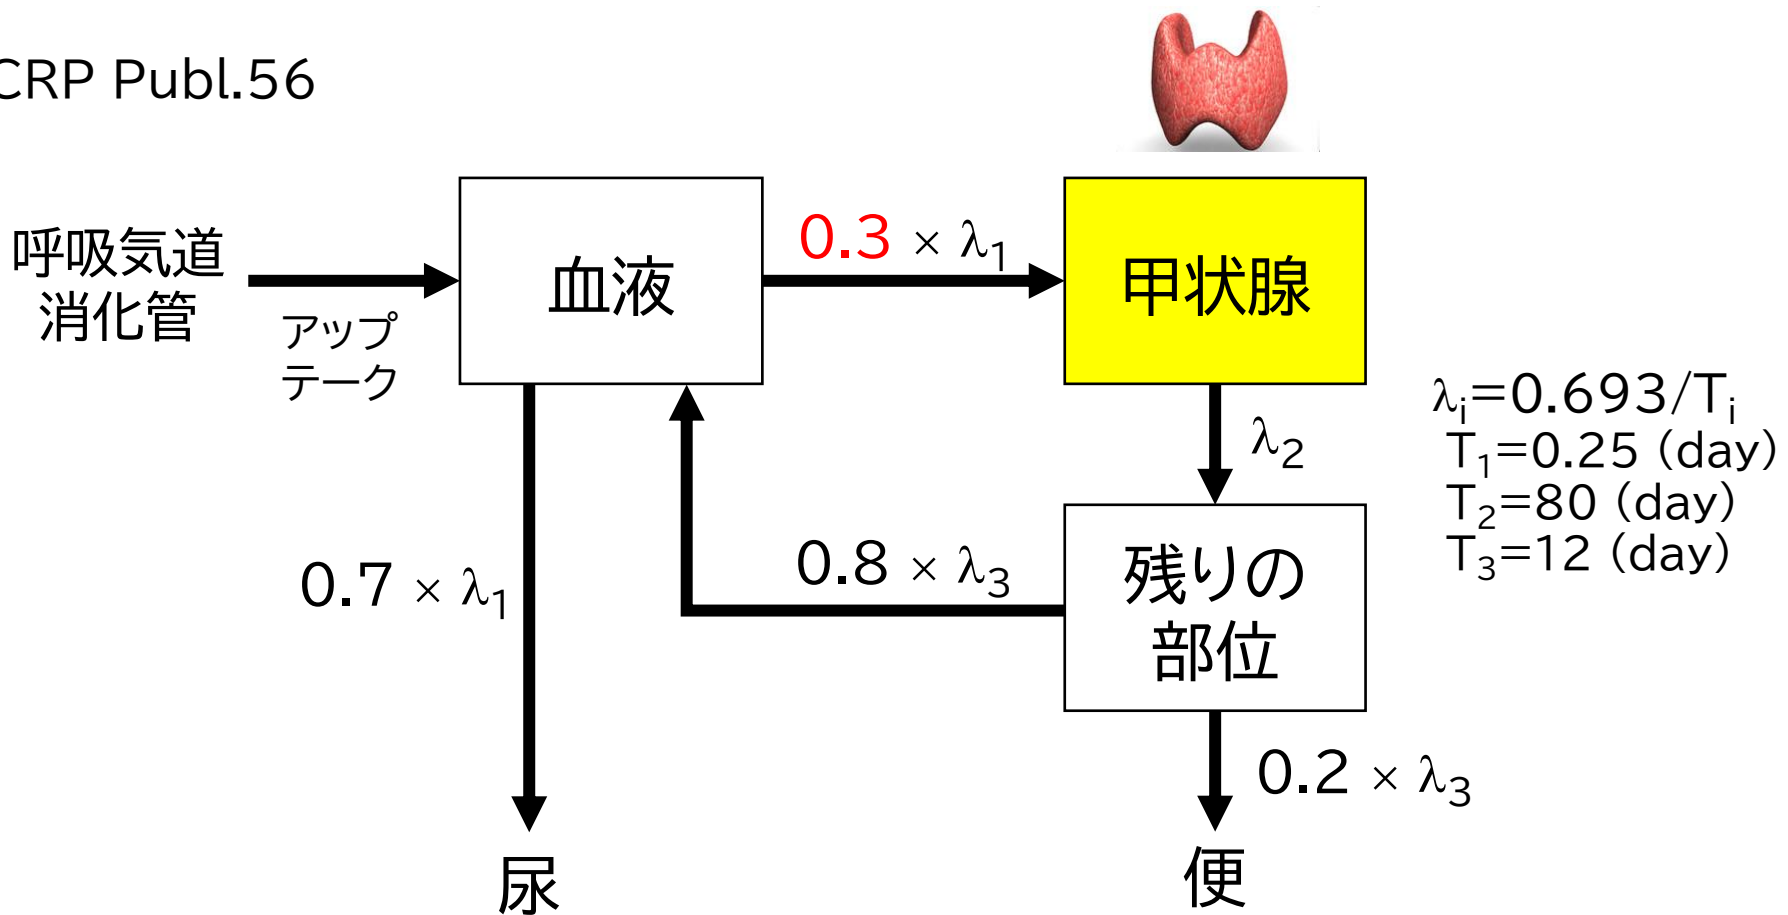 CRP Publ.56
呼吸気道
消化管
アップ
テーク
血液
0.3 × λ1
甲状腺
λi=0.693/Ti
T1=0.25 (day)
T2=80 (day)
T3=12 (day)
λ2
0.7 × λ1
0.8 × λ3
残りの
部位
0.2 × λ3
尿
便